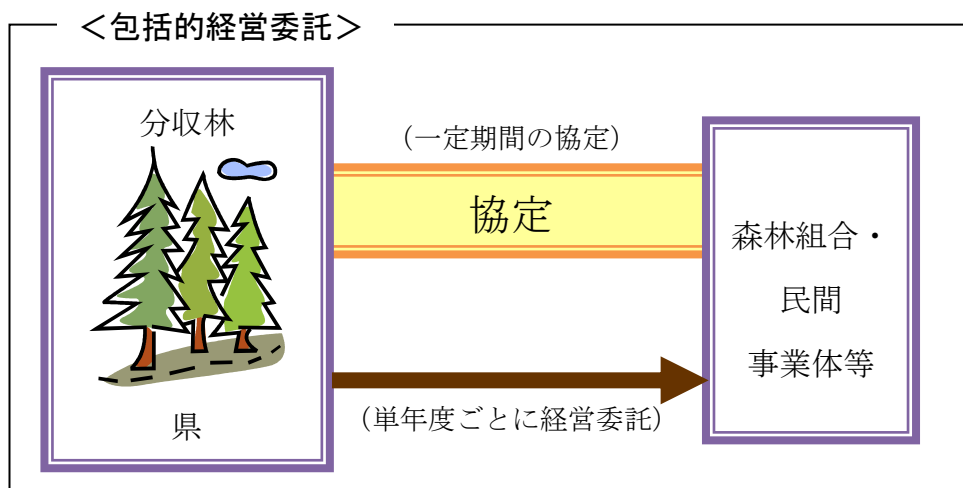 ＜包括的経営委託＞
分収林
県
（一定期間の協定）
協定
（単年度ごとに経営委託）
森林組合・
民間
事業体等